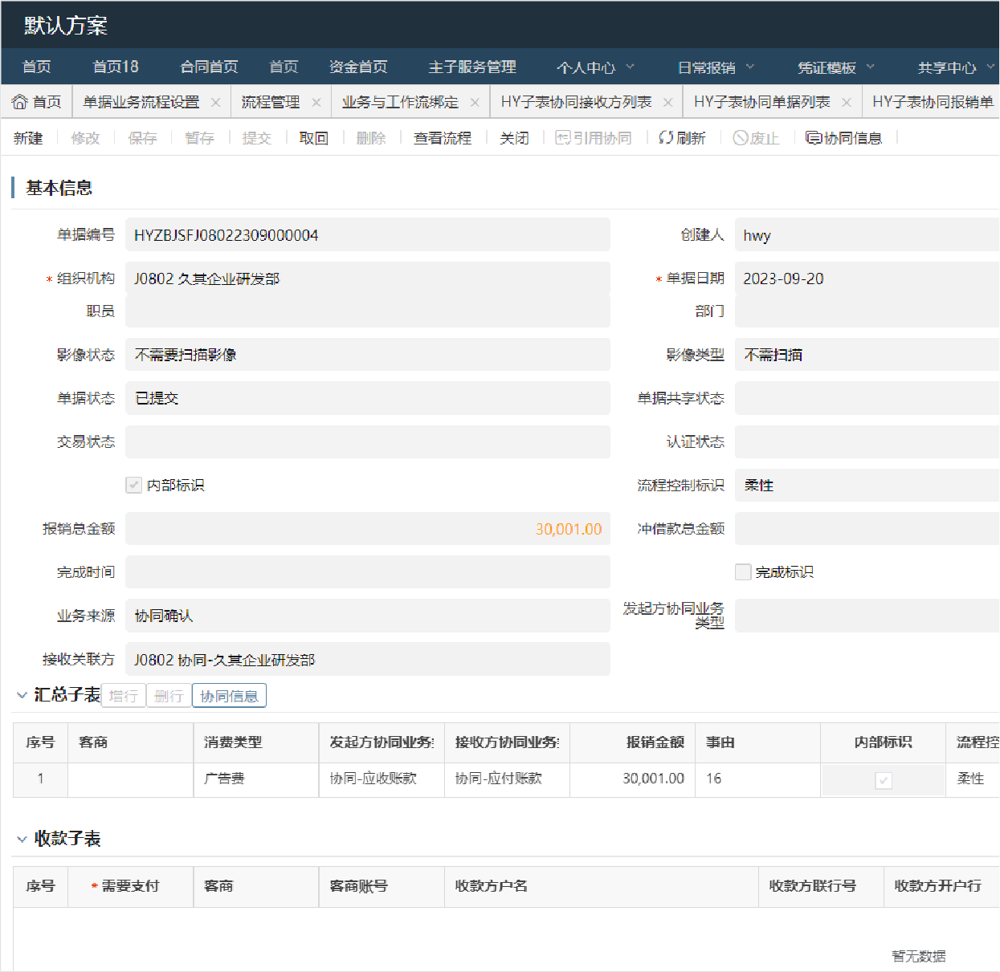 默认方案
首页 首页18 合同首页 首页 资金首页 主子服务管理 个人中心 日常报销 凭证模板 共享中心
首页 单据业务流程设置 流程管理 业务与工作流绑定 HY子表协同接收方列表 HY子表协同单据列表 HY子表协同报销单
新建 修改 保存 暂存 提交 取回 删除 查看流程 关闭 引用协同 刷新 废止 协同信息
基本信息
单据编号 HYZBJSFJ08022309000004 创建人 hwy
* 组织机构 J0802 久其企业研发部 * 单据日期 2023-09-20
职员 部门
影像状态 不需要扫描影像 影像类型 不需扫描
单据状态 已提交 单据共享状态
交易状态 认证状态
内部标识 流程控制标识 柔性
报销总金额 30,001.00 冲借款总金额
完成时间 完成标识
业务来源 协同确认 发起方协同业务
类型
接收关联方 J0802 协同-久其企业研发部
汇总子表 增行 删行 协同信息
序号 客商 消费类型 发起方协同业务 接收方协同业务 报销金额 事由 内部标识 流程控
1 广告费 协同-应收账款 协同-应付账款 30,001.00 16 柔性
收款子表
序号 * 需要支付 客商 客商账号 收款方户名 收款方联行号 收款方开户行
暂无数据